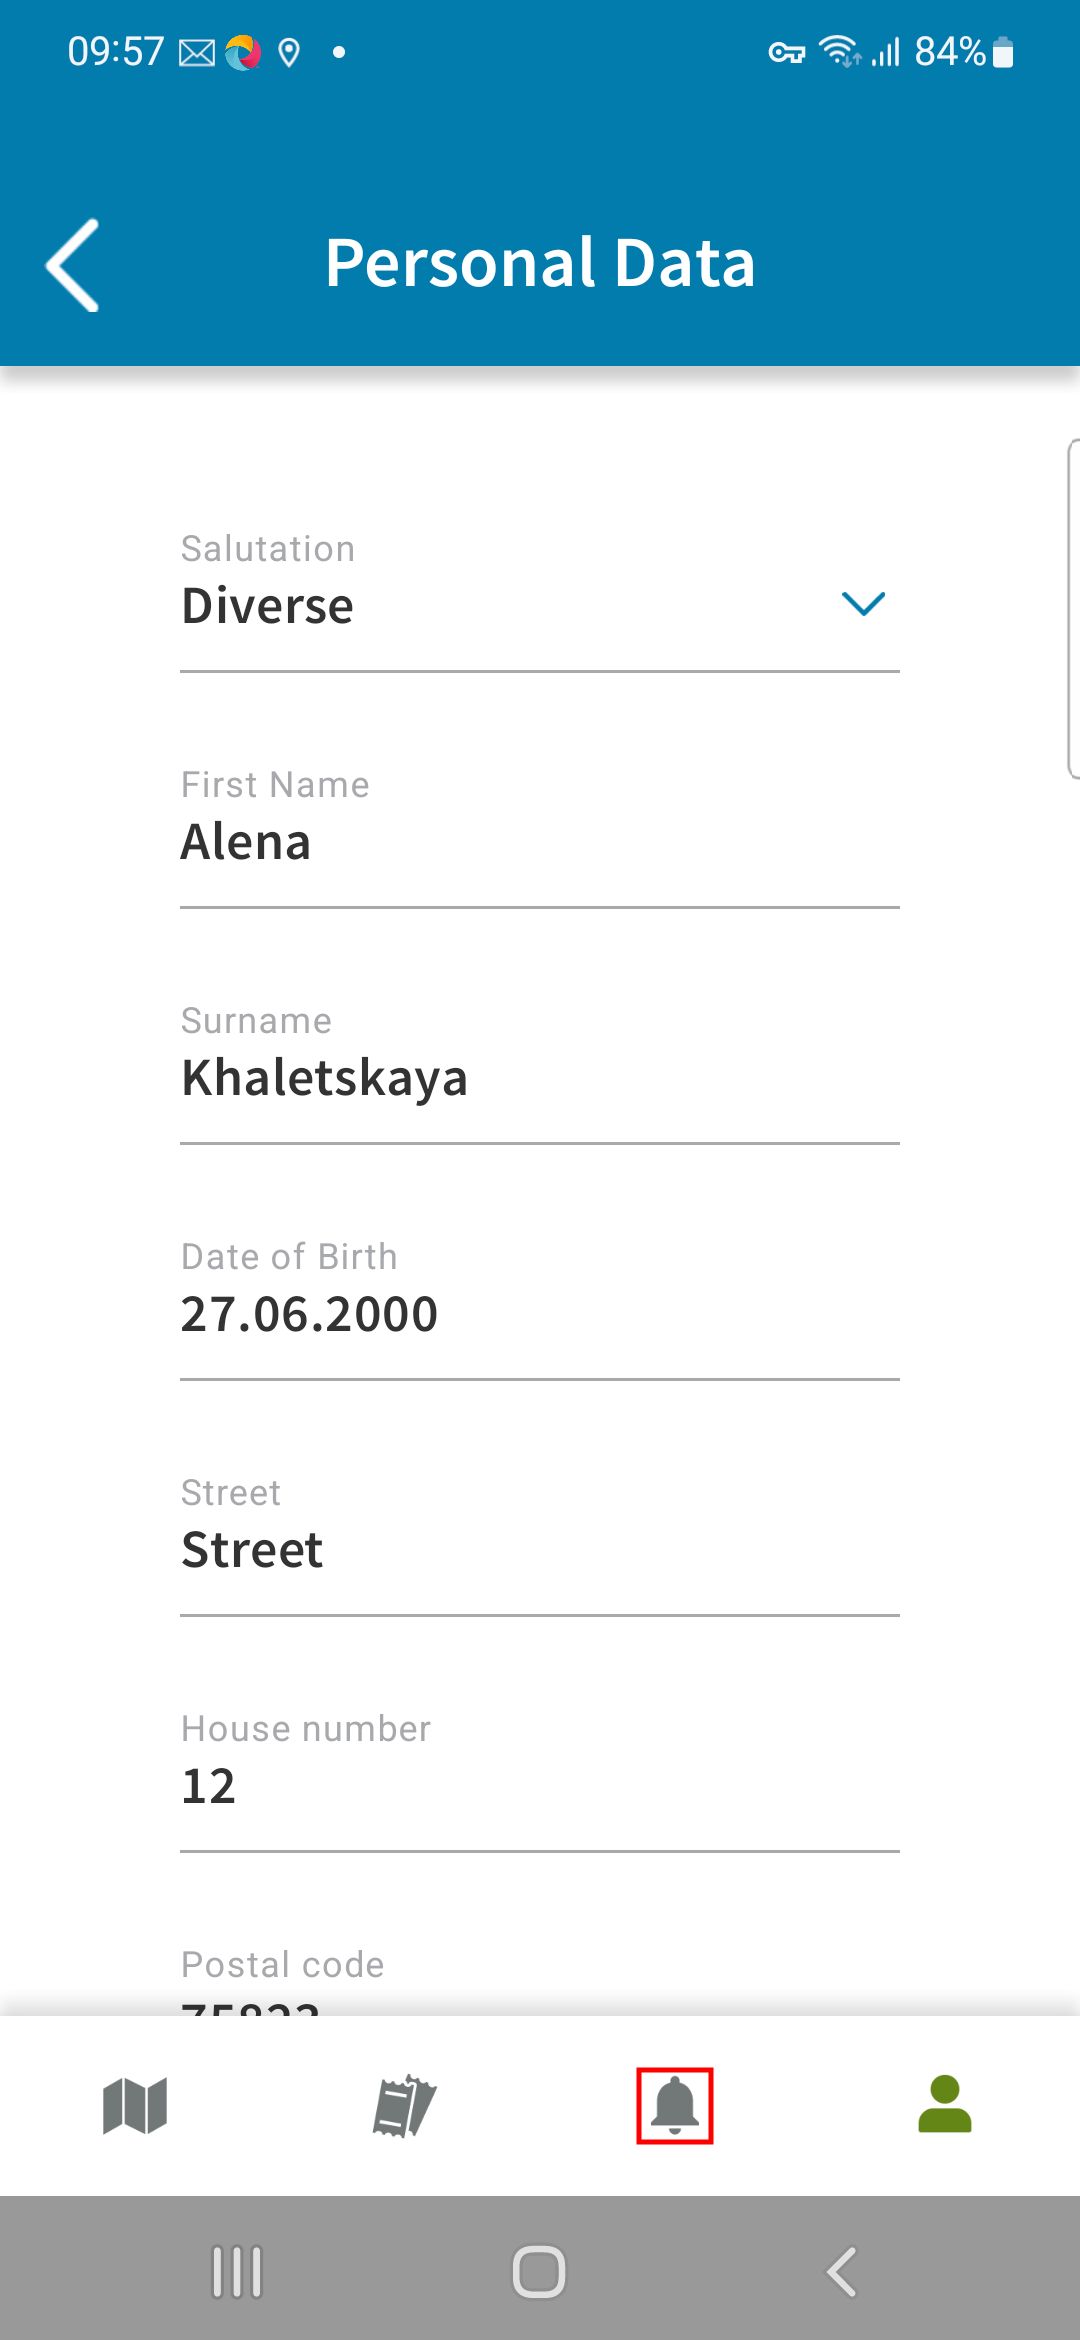 09:57
84%
Personal Data
Salutation
Diverse
First Name
Alena
Surname
Khaletskaya
Date of Birth
27.06.2000
Street
Street
House number
12
Postal code